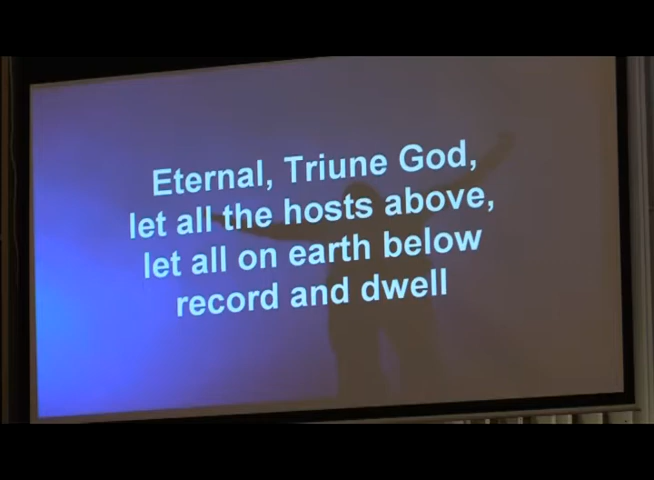 Eternal, Triune God,
let all the hosts above,
let all on earth below
record and dwell